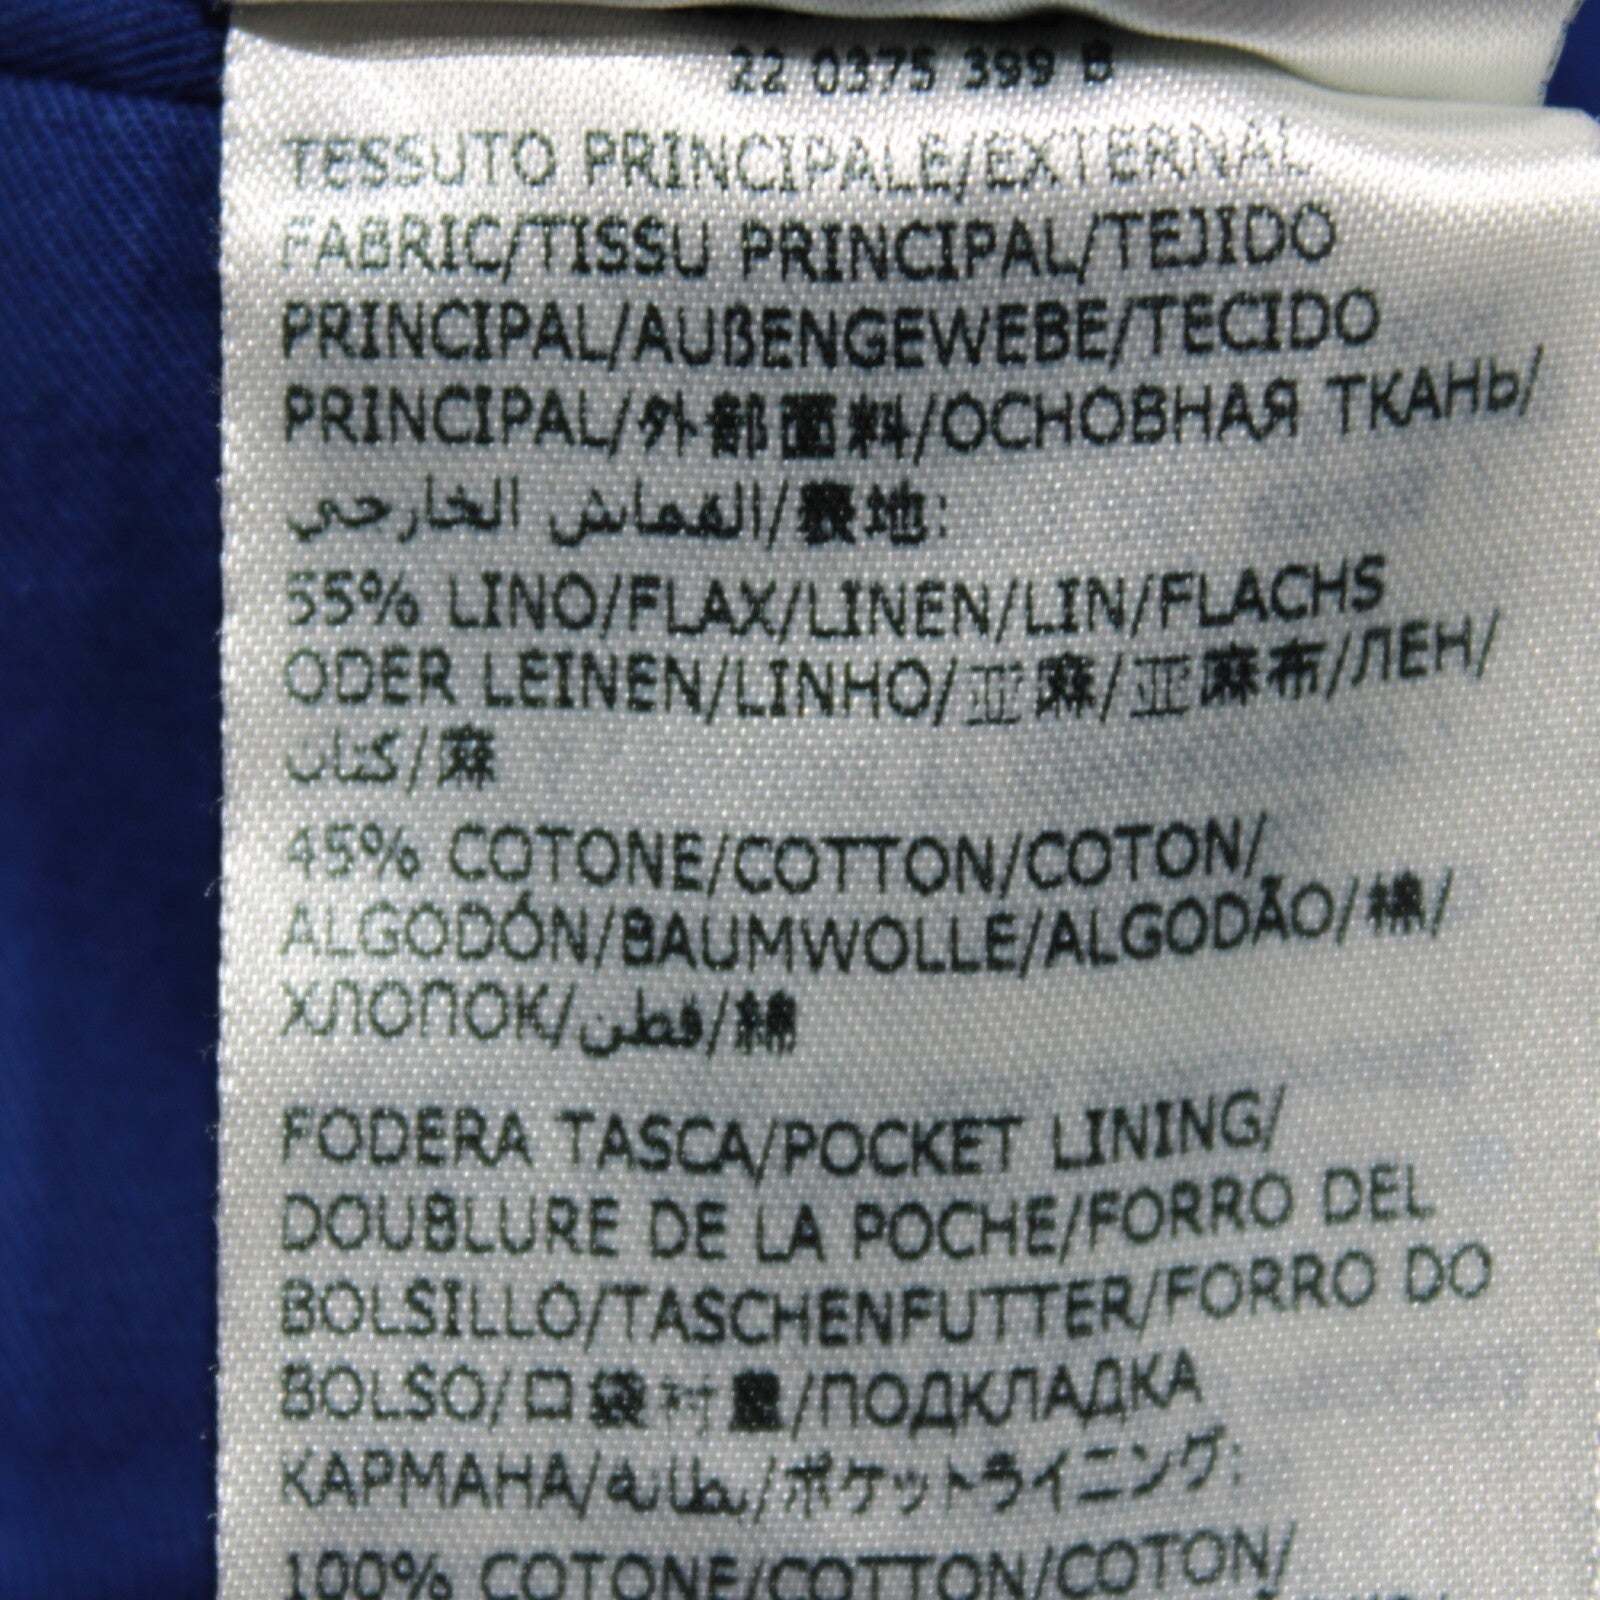 22 0375 399 B
TESSUTO PRINCIPALE/EXTERNAL
FABRIC/TISSU PRINCIPAL/TEJIDO
PRINCIPAL/AUßENGEWEBE/TECIDO
PRINCIPAL/外部面料/ОСНОВНАЯ ТКАНЬ/
القماش الخارجي/表地:
55% LINO/FLAX/LINEN/LIN/FLACHS
ODER LEINEN/LINHO/亚麻/亚麻布/ЛЕН/
كتان/麻
45% COTONE/COTTON/COTON/
ALGODÓN/BAUMWOLLE/ALGODÃO/棉/
ХЛОПОК/قطن/綿
FODERA TASCA/POCKET LINING/
DOUBLURE DE LA POCHE/FORRO DEL
BOLSILLO/TASCHENFUTTER/FORRO DO
BOLSO/口袋衬里/ПОДКЛАДКА
КАРМАНА/بطانة/ポケットライニング:
100% COTONE/COTTON/COTON/